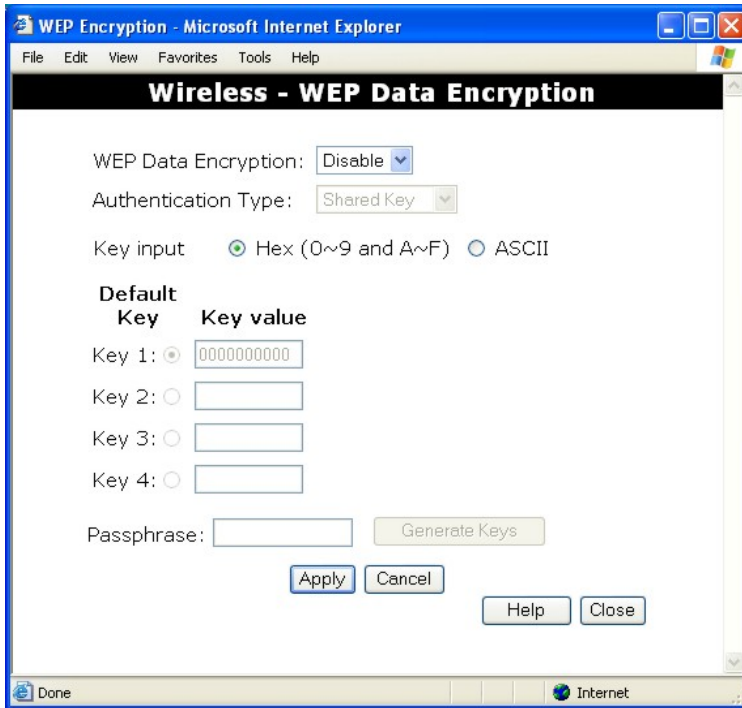 WEP Encryption - Microsoft Internet Explorer
File Edit View Favorites Tools Help
Wireless - WEP Data Encryption
WEP Data Encryption: Disable
Authentication Type: Shared Key
Key input Hex (0~9 and A~F) ASCII
Default
Key Key value
Key 1: 0000000000
Key 2:
Key 3:
Key 4:
Passphrase: Generate Keys
Apply Cancel
Help Close
Done Internet